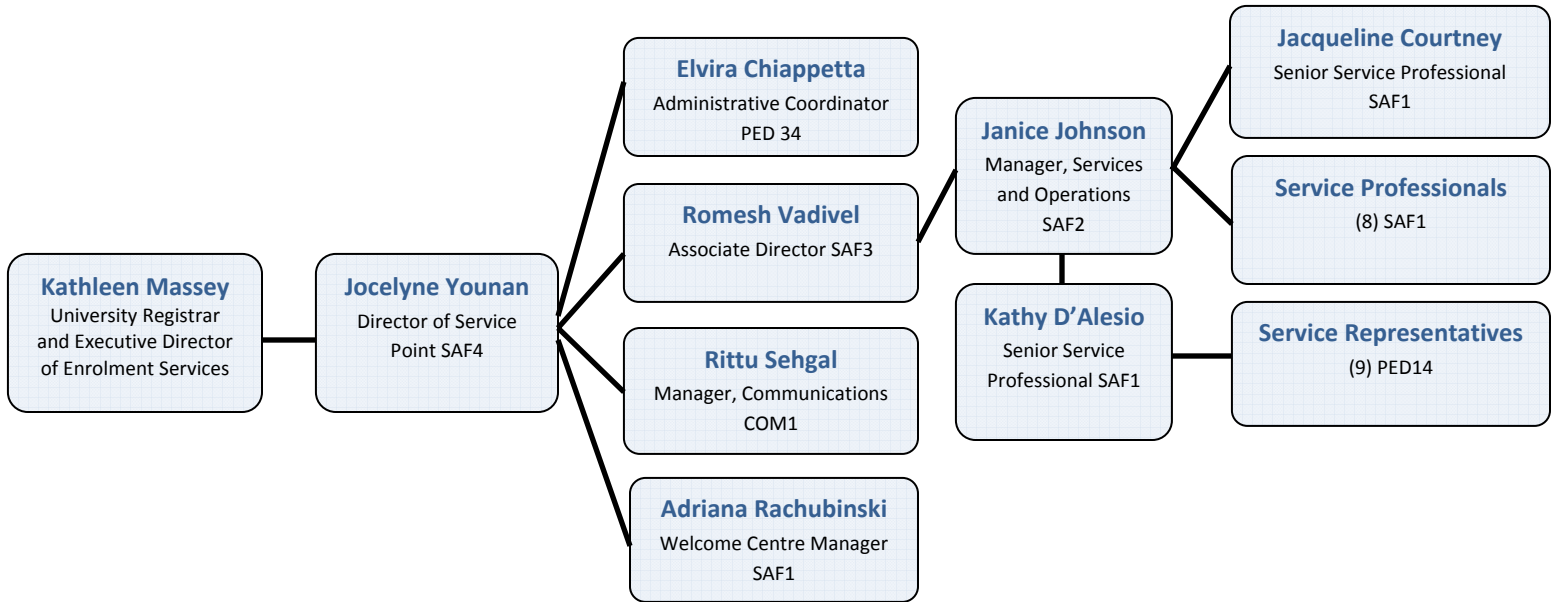 Kathleen Massey
University Registrar
and Executive Director
of Enrolment Services
Jocelyne Younan
Director of Service
Point SAF4
Elvira Chiappetta
Administrative Coordinator
PED 34
Romesh Vadivel
Associate Director SAF3
Rittu Sehgal
Manager, Communications
COM1
Adriana Rachubinski
Welcome Centre Manager
SAF1
Janice Johnson
Manager, Services
and Operations
SAF2
Kathy D’Alesio
Senior Service
Professional SAF1
Jacqueline Courtney
Senior Service Professional
SAF1
Service Professionals
(8) SAF1
Service Representatives
(9) PED14